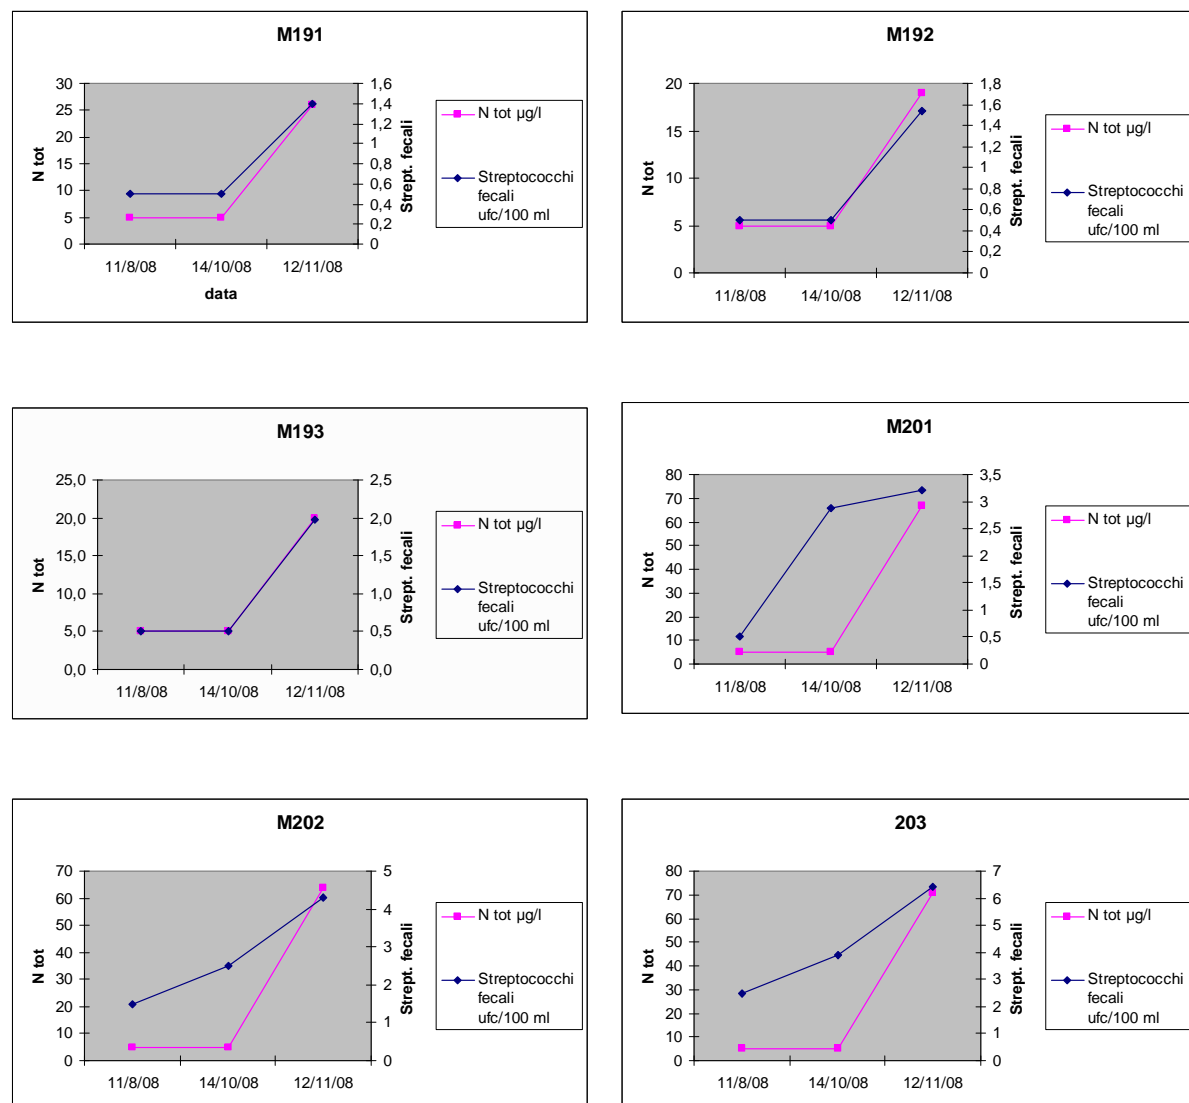 M191
30
25
20
15
10
5
0
N tot
1,6
1,4
1,2
1
0,8
0,6
0,4
0,2
0
Strept. fecali
11/8/08 14/10/08 12/11/08
data
N tot µg/l
Streptococchi
fecali
ufc/100 ml
M192
20
15
10
5
0
N tot
1,8
1,6
1,4
1,2
1
0,8
0,6
0,4
0,2
0
Strept. fecali
11/8/08 14/10/08 12/11/08
N tot µg/l
Streptococchi
fecali
ufc/100 ml
M193
25,0
20,0
15,0
10,0
5,0
0,0
N tot
2,5
2,0
1,5
1,0
0,5
0,0
Strept. fecali
11/8/08 14/10/08 12/11/08
N tot µg/l
Streptococchi
fecali
ufc/100 ml
M201
80
70
60
50
40
30
20
10
0
N tot
3,5
3
2,5
2
1,5
1
0,5
0
Strept. fecali
11/8/08 14/10/08 12/11/08
N tot µg/l
Streptococchi
fecali
ufc/100 ml
M202
70
60
50
40
30
20
10
0
N tot
5
4
3
2
1
0
Strept. fecali
11/8/08 14/10/08 12/11/08
N tot µg/l
Streptococchi
fecali
ufc/100 ml
203
80
70
60
50
40
30
20
10
0
N tot
7
6
5
4
3
2
1
0
Strept. fecali
11/8/08 14/10/08 12/11/08
N tot µg/l
Streptococchi
fecali
ufc/100 ml